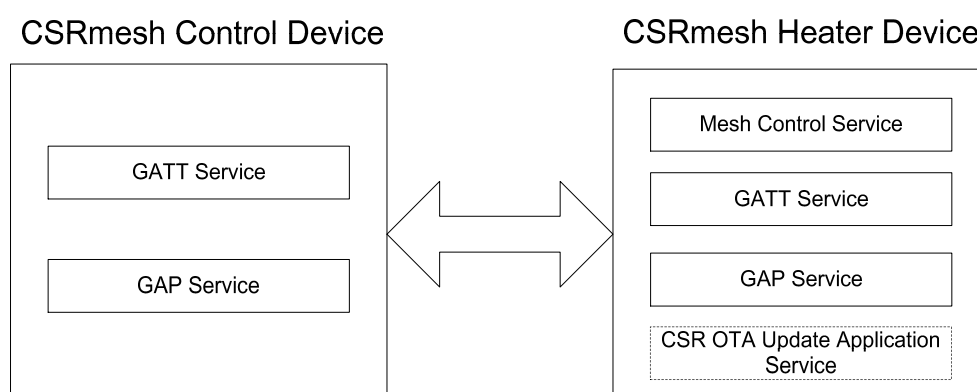 CSRmesh Control Device
GATT Service
GAP Service
CSRmesh Heater Device
Mesh Control Service
GATT Service
GAP Service
CSR OTA Update Application
Service